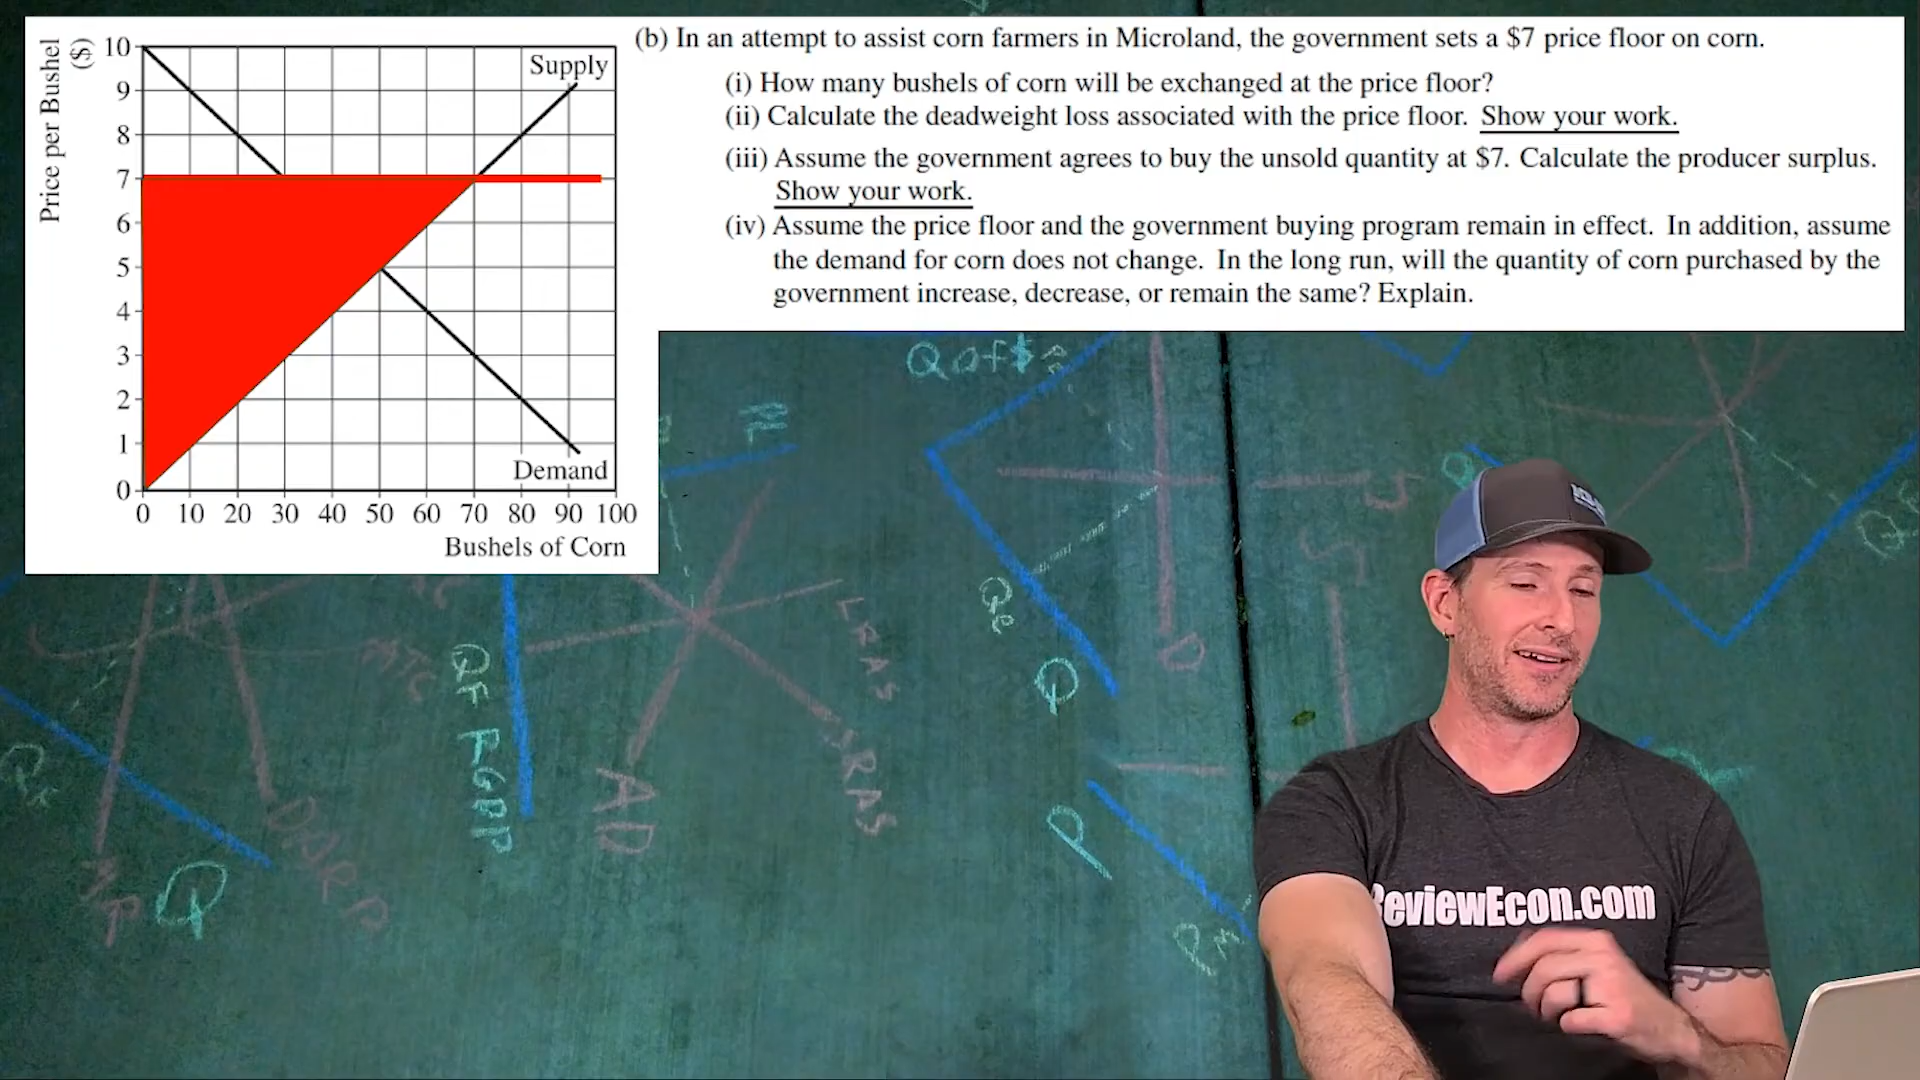 Price per Bushel
($)
10
9
8
7
6
5
4
3
2
1
0
Supply
Demand
0 10 20 30 40 50 60 70 80 90 100
Bushels of Corn
(b) In an attempt to assist corn farmers in Microland, the government sets a $7 price floor on corn.
(i) How many bushels of corn will be exchanged at the price floor?
(ii) Calculate the deadweight loss associated with the price floor. Show your work.
(iii) Assume the government agrees to buy the unsold quantity at $7. Calculate the producer surplus.
Show your work.
(iv) Assume the price floor and the government buying program remain in effect. In addition, assume
the demand for corn does not change. In the long run, will the quantity of corn purchased by the
government increase, decrease, or remain the same? Explain.
Q of $
PL
LRAS
SRAS
AD
QF
Q
Qe
Q
D
P
ReviewEcon.com